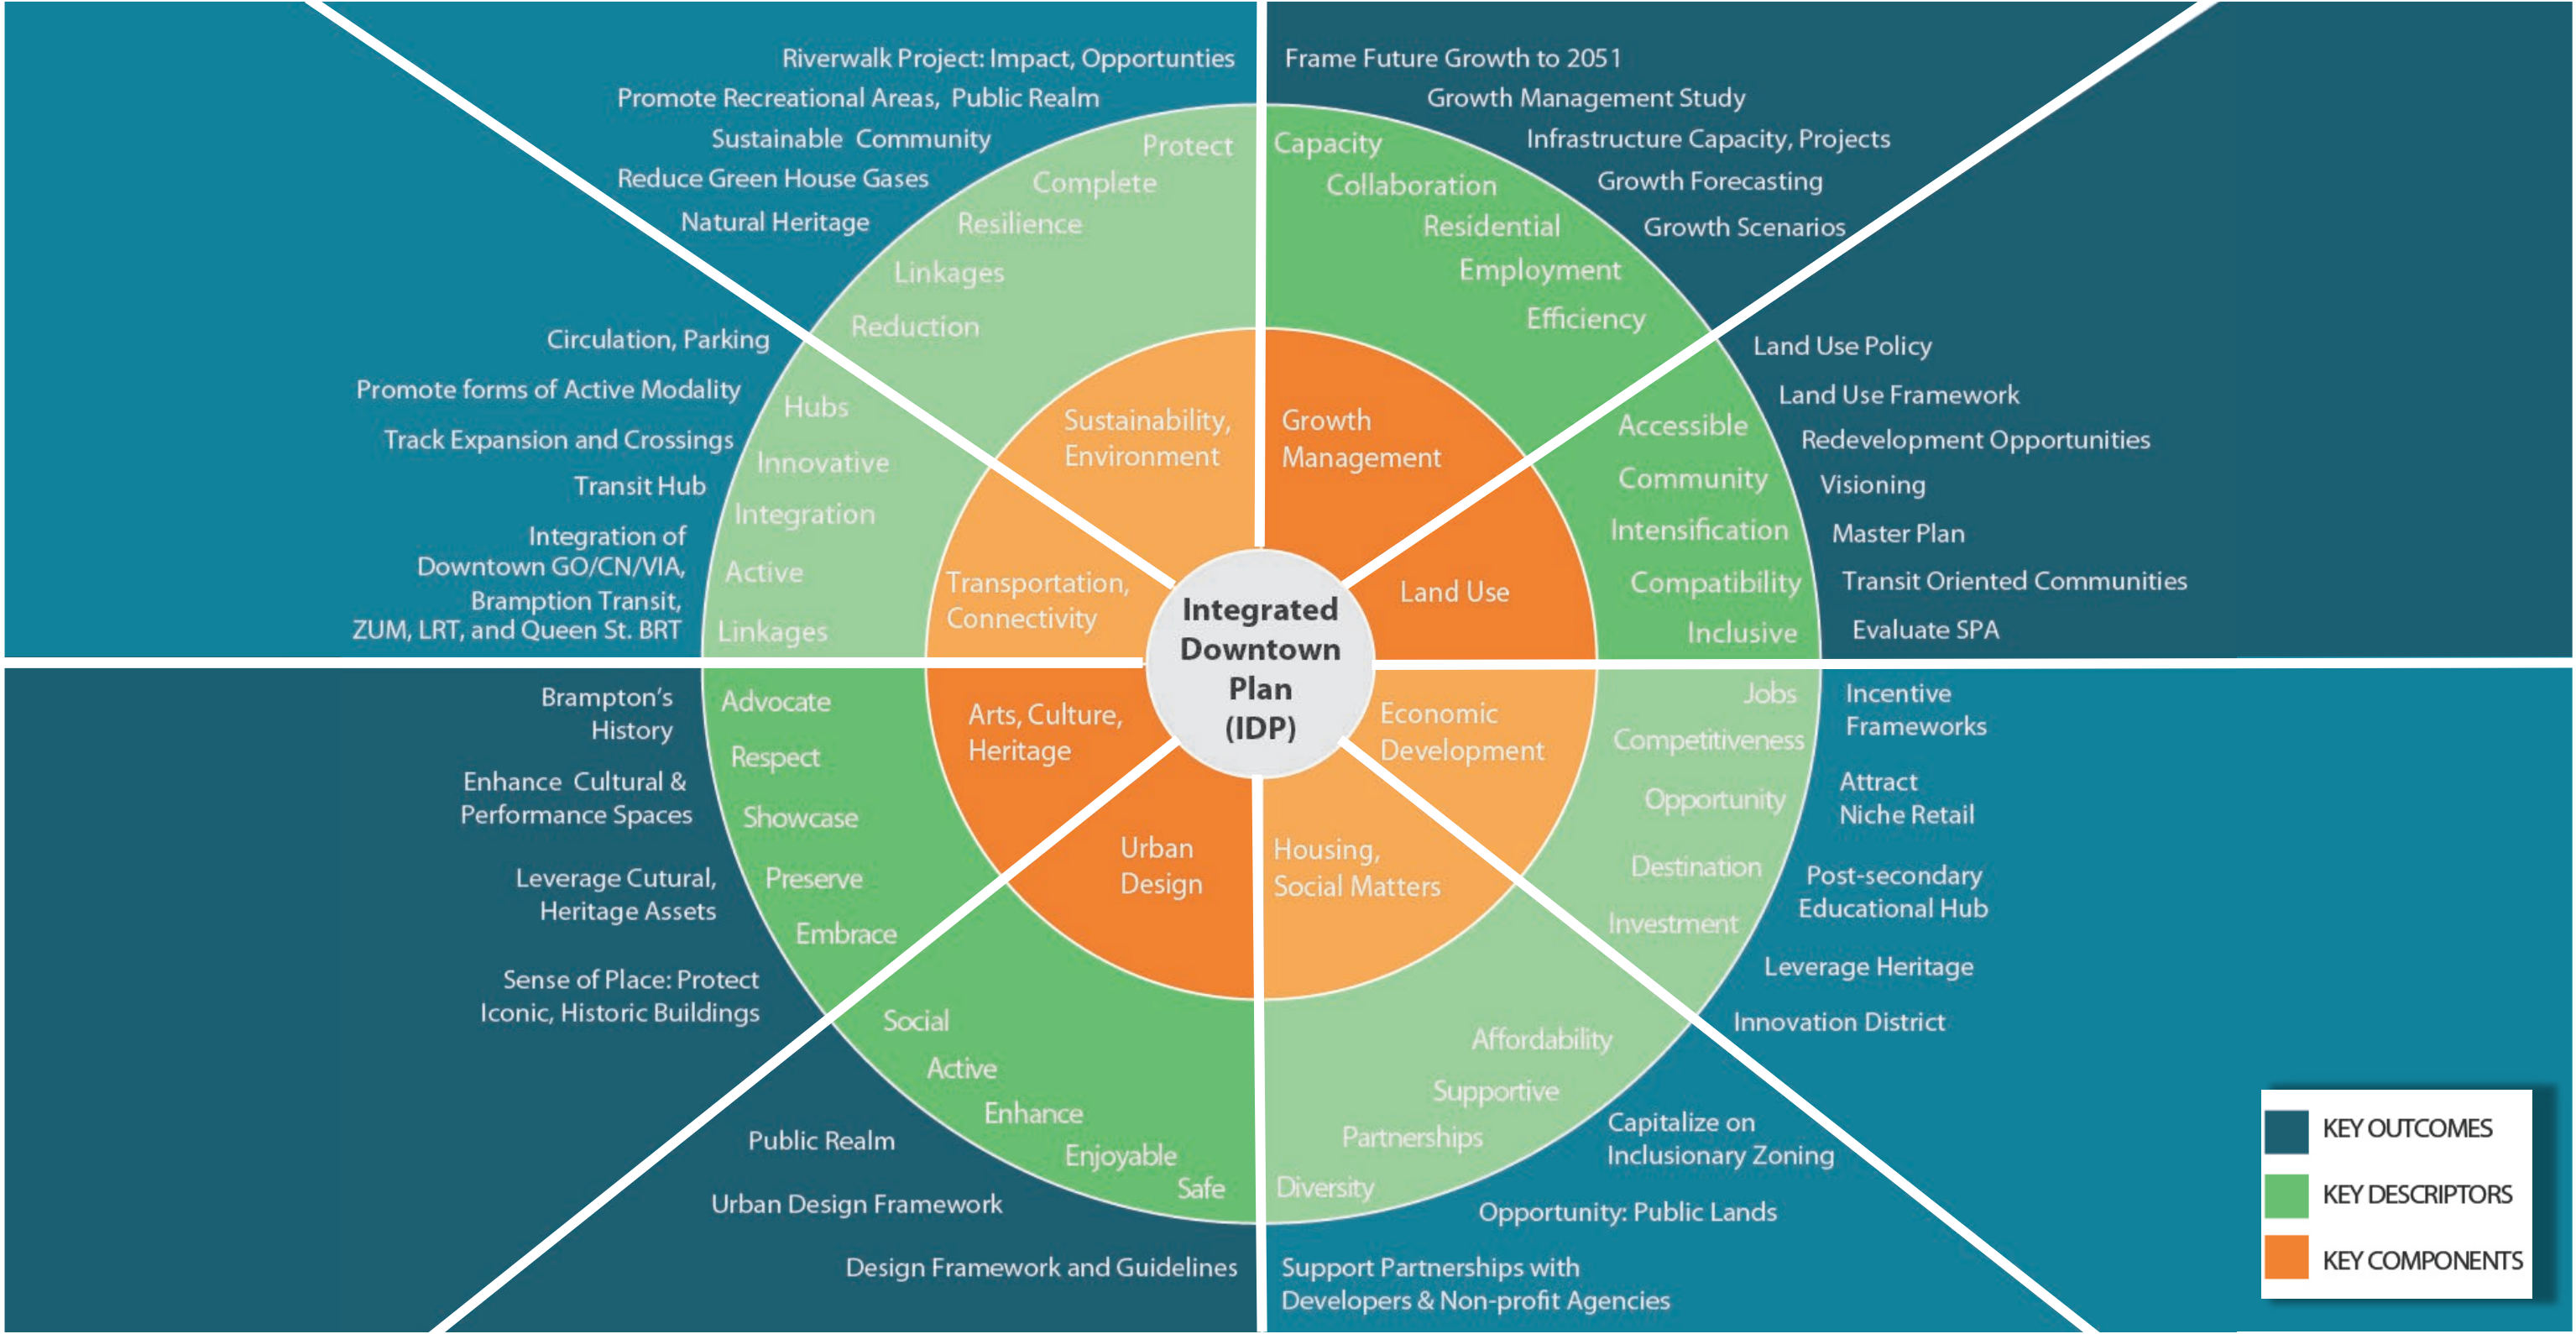 Riverwalk Project: Impact, Opportunties
Promote Recreational Areas, Public Realm
Sustainable Community
Reduce Green House Gases
Natural Heritage
Protect
Complete
Resilience
Linkages
Reduction
Sustainability,
Environment
Frame Future Growth to 2051
Growth Management Study
Infrastructure Capacity, Projects
Growth Forecasting
Growth Scenarios
Capacity
Collaboration
Residential
Employment
Efficiency
Growth
Management
Circulation, Parking
Promote forms of Active Modality
Track Expansion and Crossings
Transit Hub
Integration of
Downtown GO/CN/VIA,
Bramption Transit,
ZUM, LRT, and Queen St. BRT
Hubs
Innovative
Integration
Active
Linkages
Transportation,
Connectivity
Land Use Policy
Land Use Framework
Redevelopment Opportunities
Visioning
Master Plan
Transit Oriented Communities
Evaluate SPA
Accessible
Community
Intensification
Compatibility
Inclusive
Land Use
Integrated
Downtown
Plan
(IDP)
Brampton's
History
Enhance Cultural &
Performance Spaces
Leverage Cutural,
Heritage Assets
Sense of Place: Protect
Iconic, Historic Buildings
Advocate
Respect
Showcase
Preserve
Embrace
Arts, Culture,
Heritage
Economic
Development
Jobs
Competitiveness
Opportunity
Destination
Investment
Incentive
Frameworks
Attract
Niche Retail
Post-secondary
Educational Hub
Leverage Heritage
Innovation District
Urban
Design
Social
Active
Enhance
Enjoyable
Safe
Public Realm
Urban Design Framework
Design Framework and Guidelines
Housing,
Social Matters
Affordability
Supportive
Partnerships
Diversity
Capitalize on
Inclusionary Zoning
Opportunity: Public Lands
Support Partnerships with
Developers & Non-profit Agencies
KEY OUTCOMES
KEY DESCRIPTORS
KEY COMPONENTS